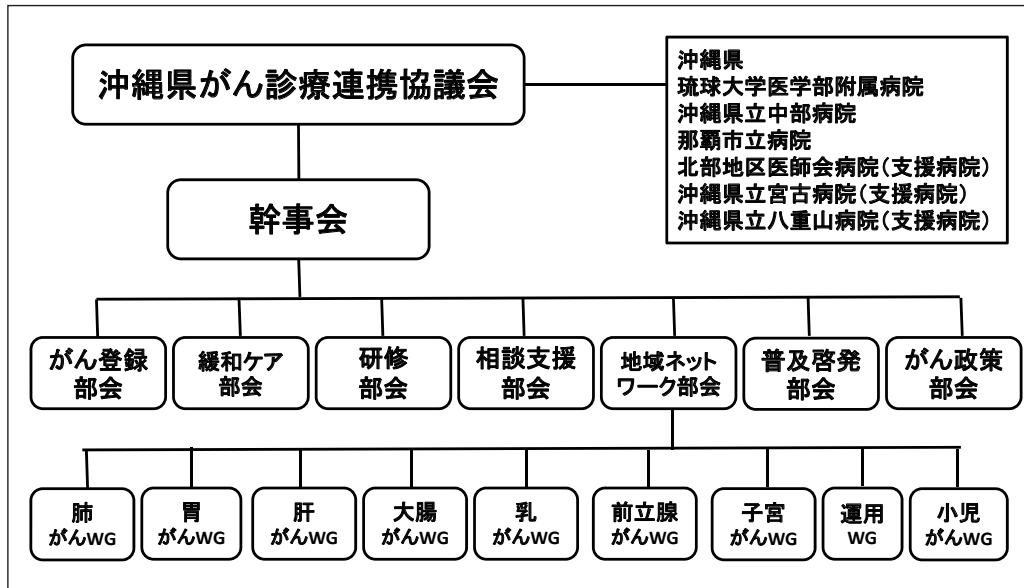 沖縄県がん診療連携協議会
沖縄県
琉球大学医学部附属病院
沖縄県立中部病院
那覇市立病院
北部地区医師会病院(支援病院)
沖縄県立宮古病院(支援病院)
沖縄県立八重山病院(支援病院)
幹事会
がん登録
部会
緩和ケア
部会
研修
部会
相談支援
部会
地域ネット
ワーク部会
普及啓発
部会
がん政策
部会
肺
がんWG
胃
がんWG
肝
がんWG
大腸
がんWG
乳
がんWG
前立腺
がんWG
子宮
がんWG
運用
WG
小児
がんWG